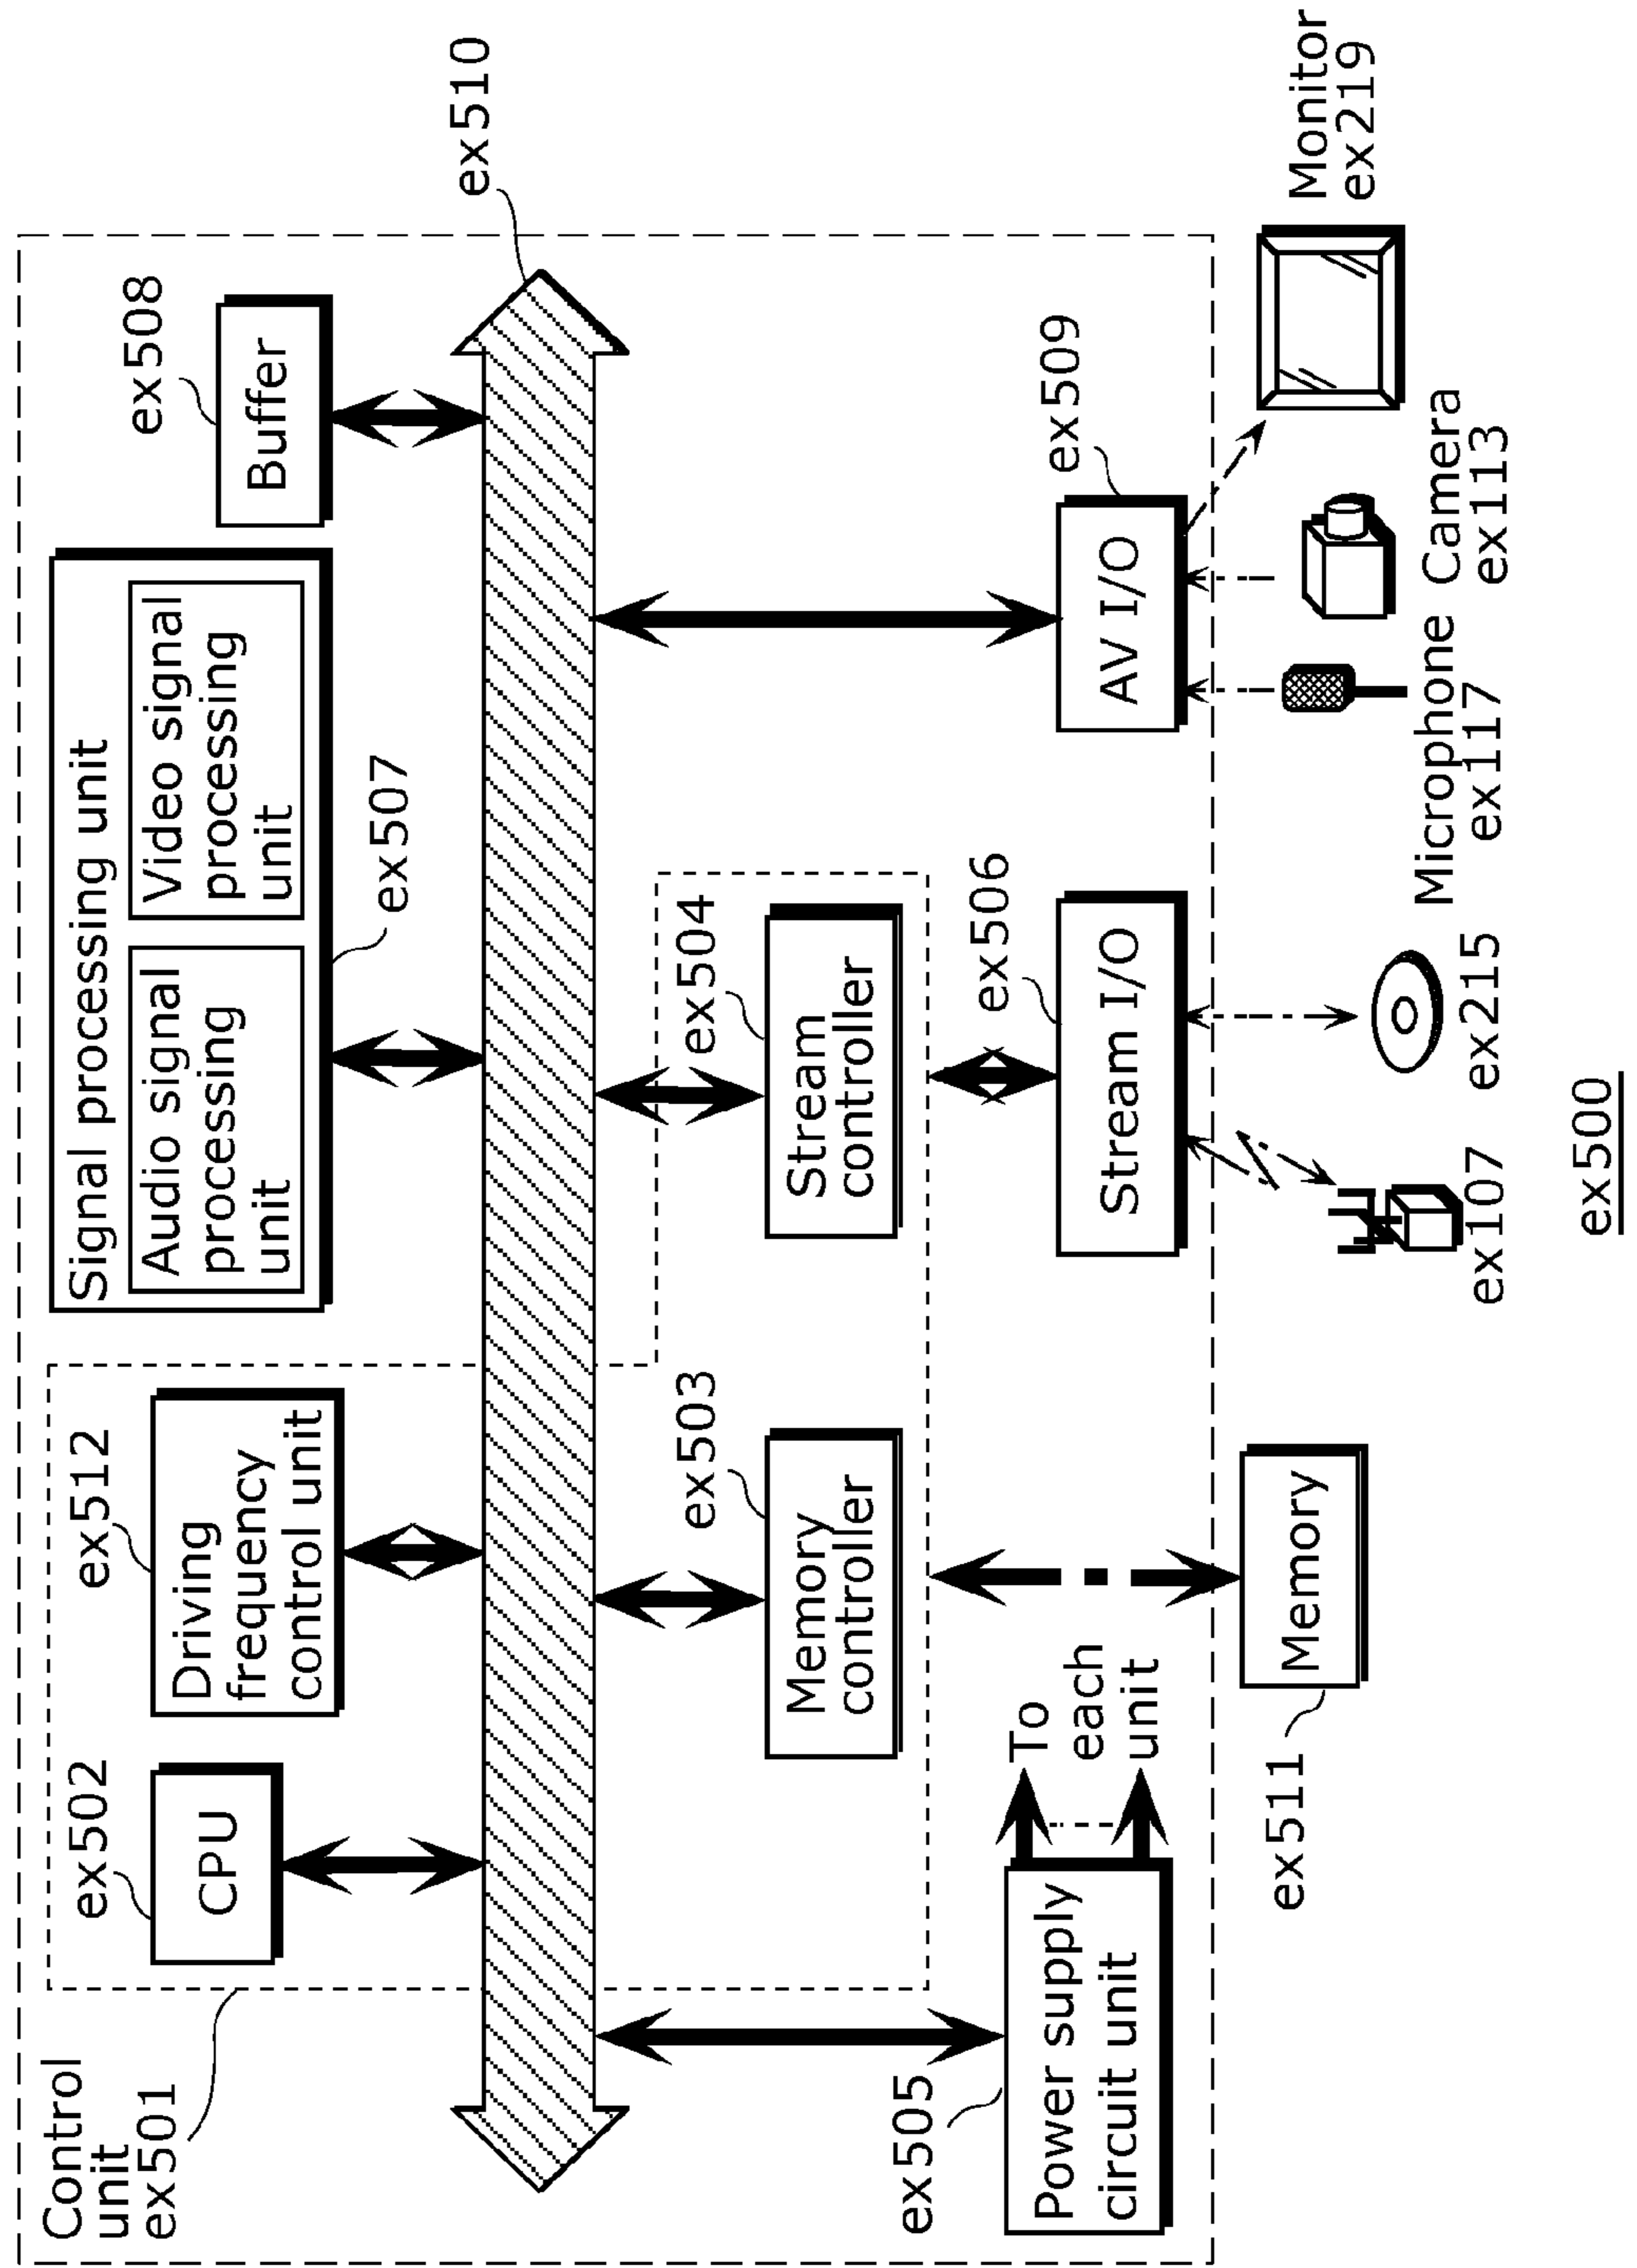 Control
unit
ex501
ex502
CPU
ex512
Driving
frequency
control unit
Signal processing unit
Audio signal
processing
unit
Video signal
processing
unit
ex507
ex508
Buffer
ex510
ex503
Memory
controller
ex504
Stream
controller
ex505
Power supply
circuit unit
To
each
unit
ex506
Stream I/O
ex509
AV I/O
ex511
Memory
ex107
ex215
Microphone
ex117
Camera
ex113
Monitor
ex219
ex500